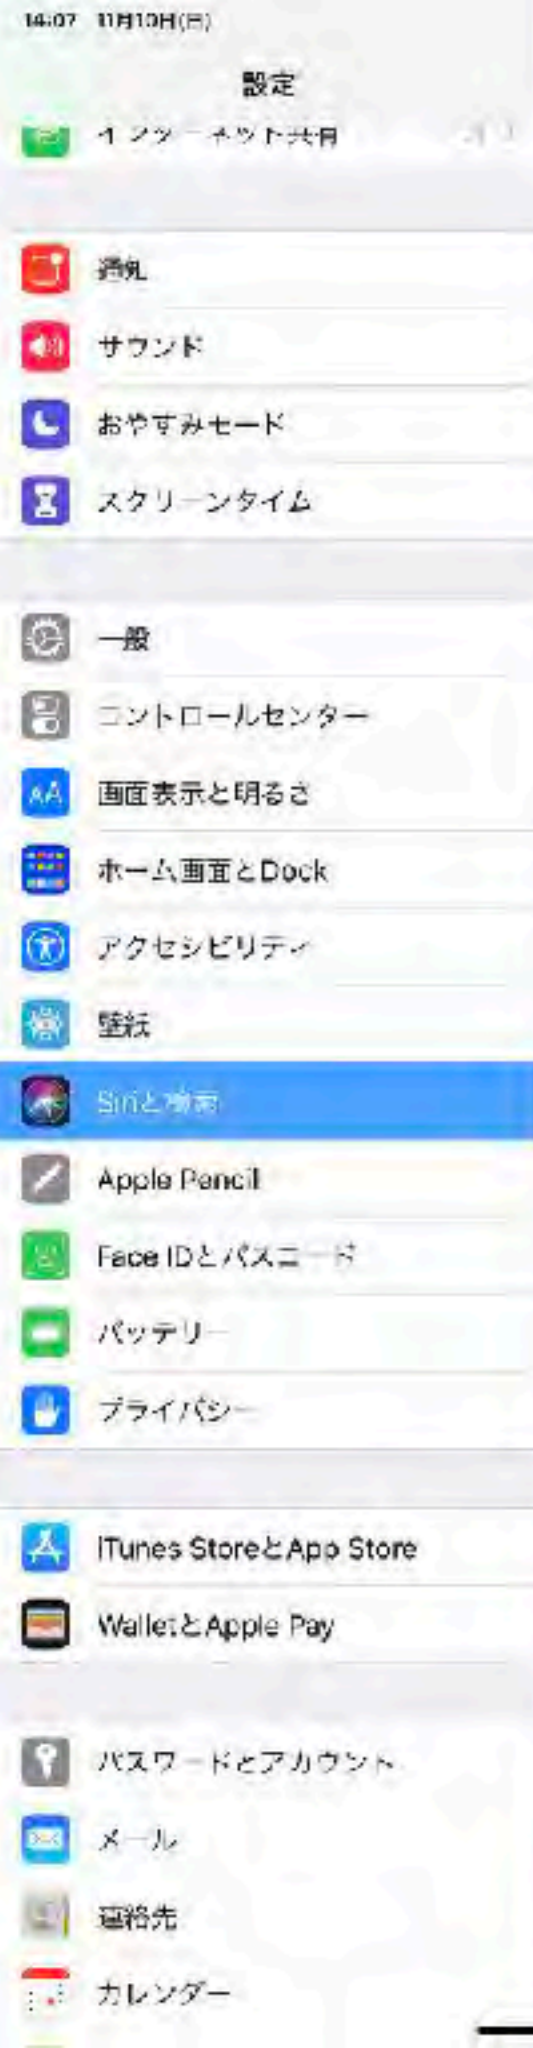 14:07 11月10日(日)
設定
インターネット共有
通知
サウンド
おやすみモード
スクリーンタイム
一般
コントロールセンター
画面表示と明るさ
ホーム画面とDock
アクセシビリティ
壁紙
Siriと検索
Apple Pencil
Face IDとパスコード
バッテリー
プライバシー
iTunes StoreとApp Store
WalletとApple Pay
パスワードとアカウント
メール
連絡先
カレンダー